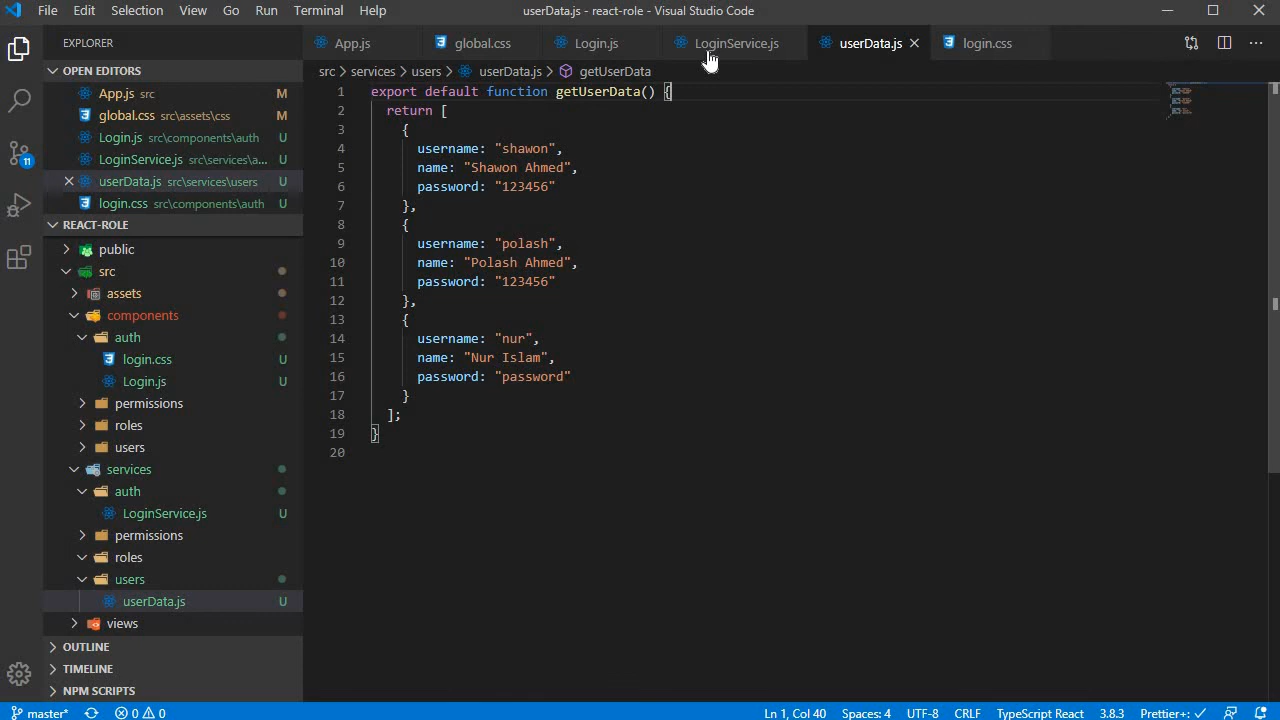 File Edit Selection View Go Run Terminal Help
userData.js - react-role - Visual Studio Code
EXPLORER
OPEN EDITORS
App.js src M
global.css src\assets\css M
Login.js src\components\auth U
LoginService.js src\services\a... U
userData.js src\services\users U
login.css src\components\auth U
REACT-ROLE
public
src
assets
components
auth
login.css U
Login.js U
permissions
roles
users
services
auth
LoginService.js U
permissions
roles
users
userData.js U
views
OUTLINE
TIMELINE
NPM SCRIPTS
11
App.js global.css Login.js LoginService.js userData.js login.css
src > services > users > userData.js > getUserData
1 export default function getUserData() {
2 return [
3 {
4 username: "shawon",
5 name: "Shawon Ahmed",
6 password: "123456"
7 },
8 {
9 username: "polash",
10 name: "Polash Ahmed",
11 password: "123456"
12 },
13 {
14 username: "nur",
15 name: "Nur Islam",
16 password: "password"
17 }
18 ];
19 }
20
master* 0 0 Ln 1, Col 40 Spaces: 4 UTF-8 CRLF TypeScript React 3.8.3 Prettier+: ✓